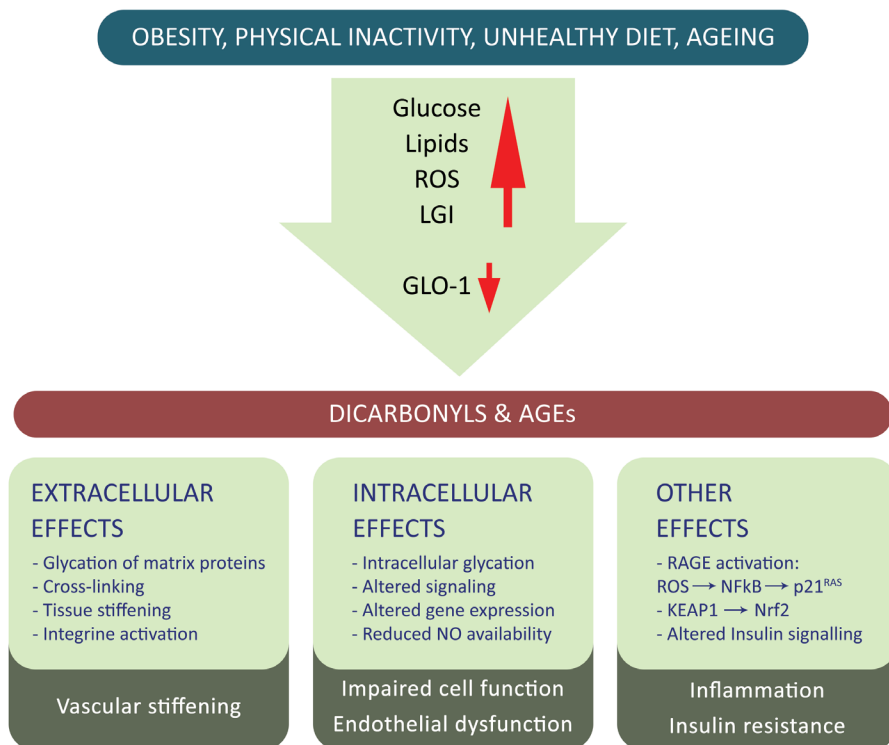 OBESITY, PHYSICAL INACTIVITY, UNHEALTHY DIET, AGEING
Glucose
Lipids
ROS
LGI
GLO-1
DICARBONYLS & AGEs
EXTRACELLULAR
EFFECTS
- Glycation of matrix proteins
- Cross-linking
- Tissue stiffening
- Integrine activation
Vascular stiffening
INTRACELLULAR
EFFECTS
- Intracellular glycation
- Altered signaling
- Altered gene expression
- Reduced NO availability
Impaired cell function
Endothelial dysfunction
OTHER
EFFECTS
- RAGE activation:
ROS → NFkB → p21^RAS
- KEAP1 → Nrf2
- Altered Insulin signalling
Inflammation
Insulin resistance